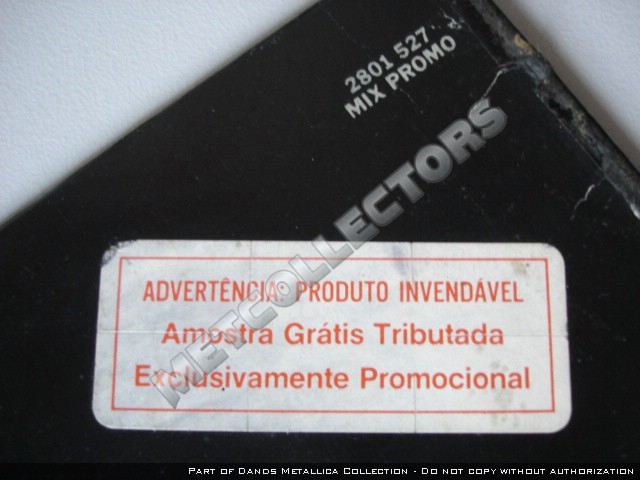 2801 527
MIX PROMO
METCOLLECTORS
ADVERTÊNCIA: PRODUTO INVENDÁVEL
Amostra Grátis Tributada
Exclusivamente Promocional
Part of Danos Metallica Collection - Do not copy without authorization